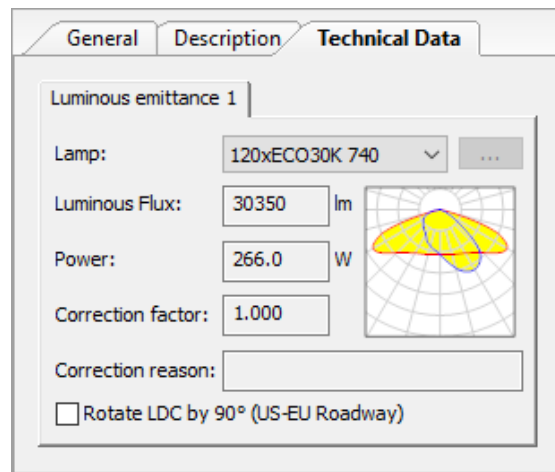 General Description Technical Data
Luminous emittance 1
Lamp: 120xECO30K 740 ...
Luminous Flux: 30350 lm
Power: 266.0 W
Correction factor: 1.000
Correction reason:
Rotate LDC by 90° (US-EU Roadway)